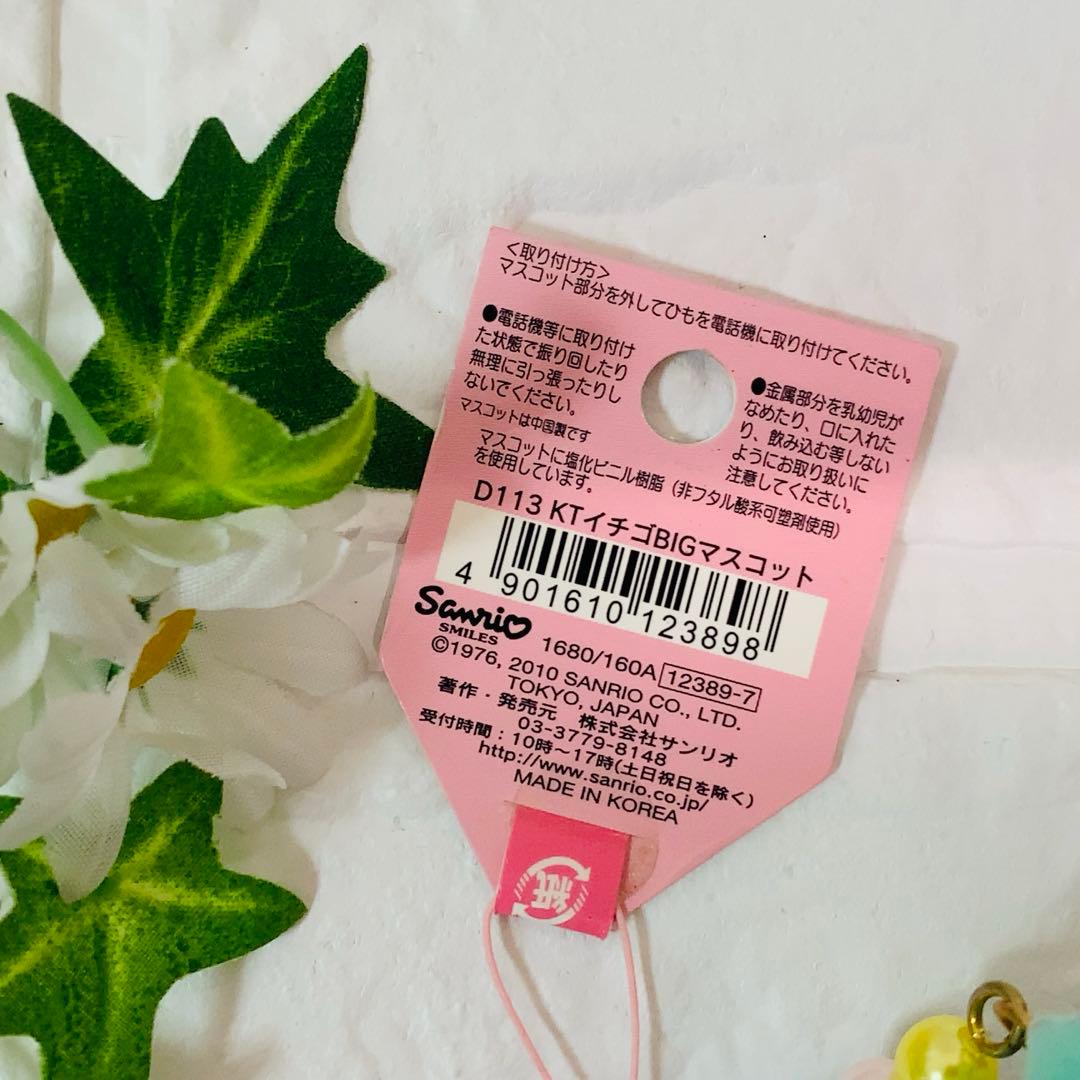 <取り付け方>
マスコット部分を外してひもを電話機に取り付けてください。
●電話機等に取り付け
た状態で振り回したり
無理に引っ張ったりし
ないでください。
●金属部分を乳幼児が
なめたり、口に入れた
り、飲み込む等しない
ようにお取り扱いに
注意してください。
マスコットは中国製です
マスコットに塩化ビニル樹脂(非フタル酸系可塑剤使用)
を使用しています。
D113 KTイチゴBIGマスコット
4 901610 123898
Sanrio
SMILES
1680/160A 12389-7
©1976, 2010 SANRIO CO., LTD.
TOKYO, JAPAN
著作・発売元 株式会社サンリオ
03-3779-8148
受付時間:10時〜17時(土日祝日を除く)
http://www.sanrio.co.jp/
MADE IN KOREA
紙